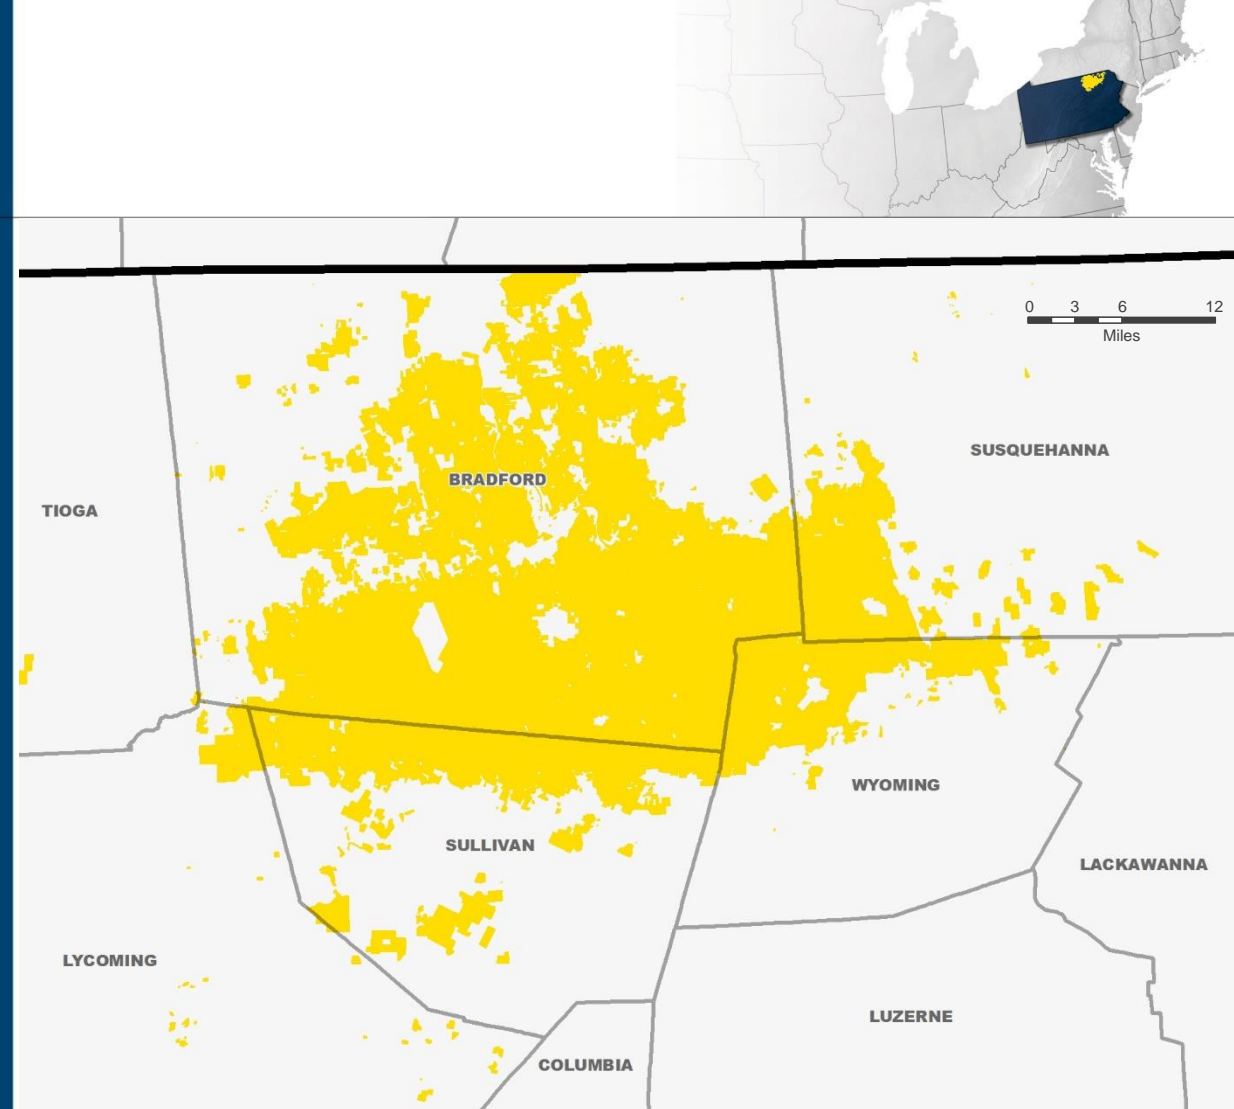 0 3 6 12
Miles
SUSQUEHANNA
BRADFORD
TIOGA
WYOMING
SULLIVAN
LACKAWANNA
LYCOMING
LUZERNE
COLUMBIA